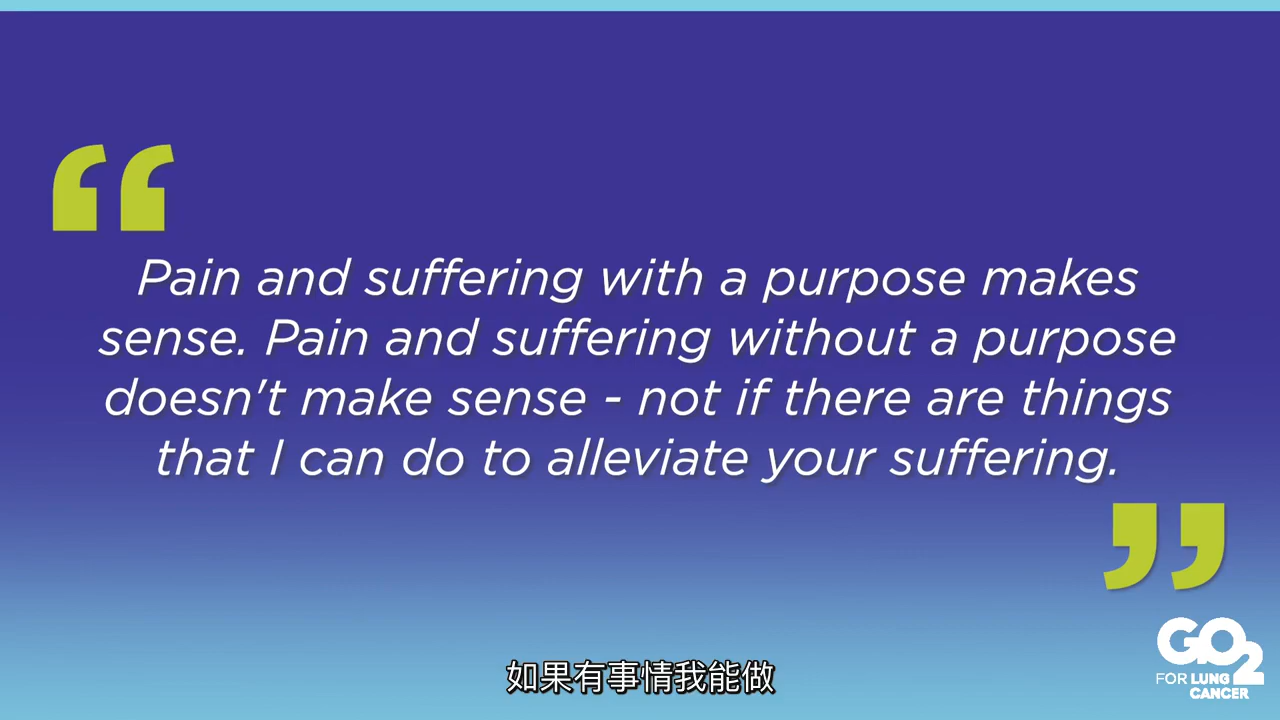 “
Pain and suffering with a purpose makes
sense. Pain and suffering without a purpose
doesn't make sense - not if there are things
that I can do to alleviate your suffering.
”
GO2
FOR LUNG
CANCER
如果有事情我能做